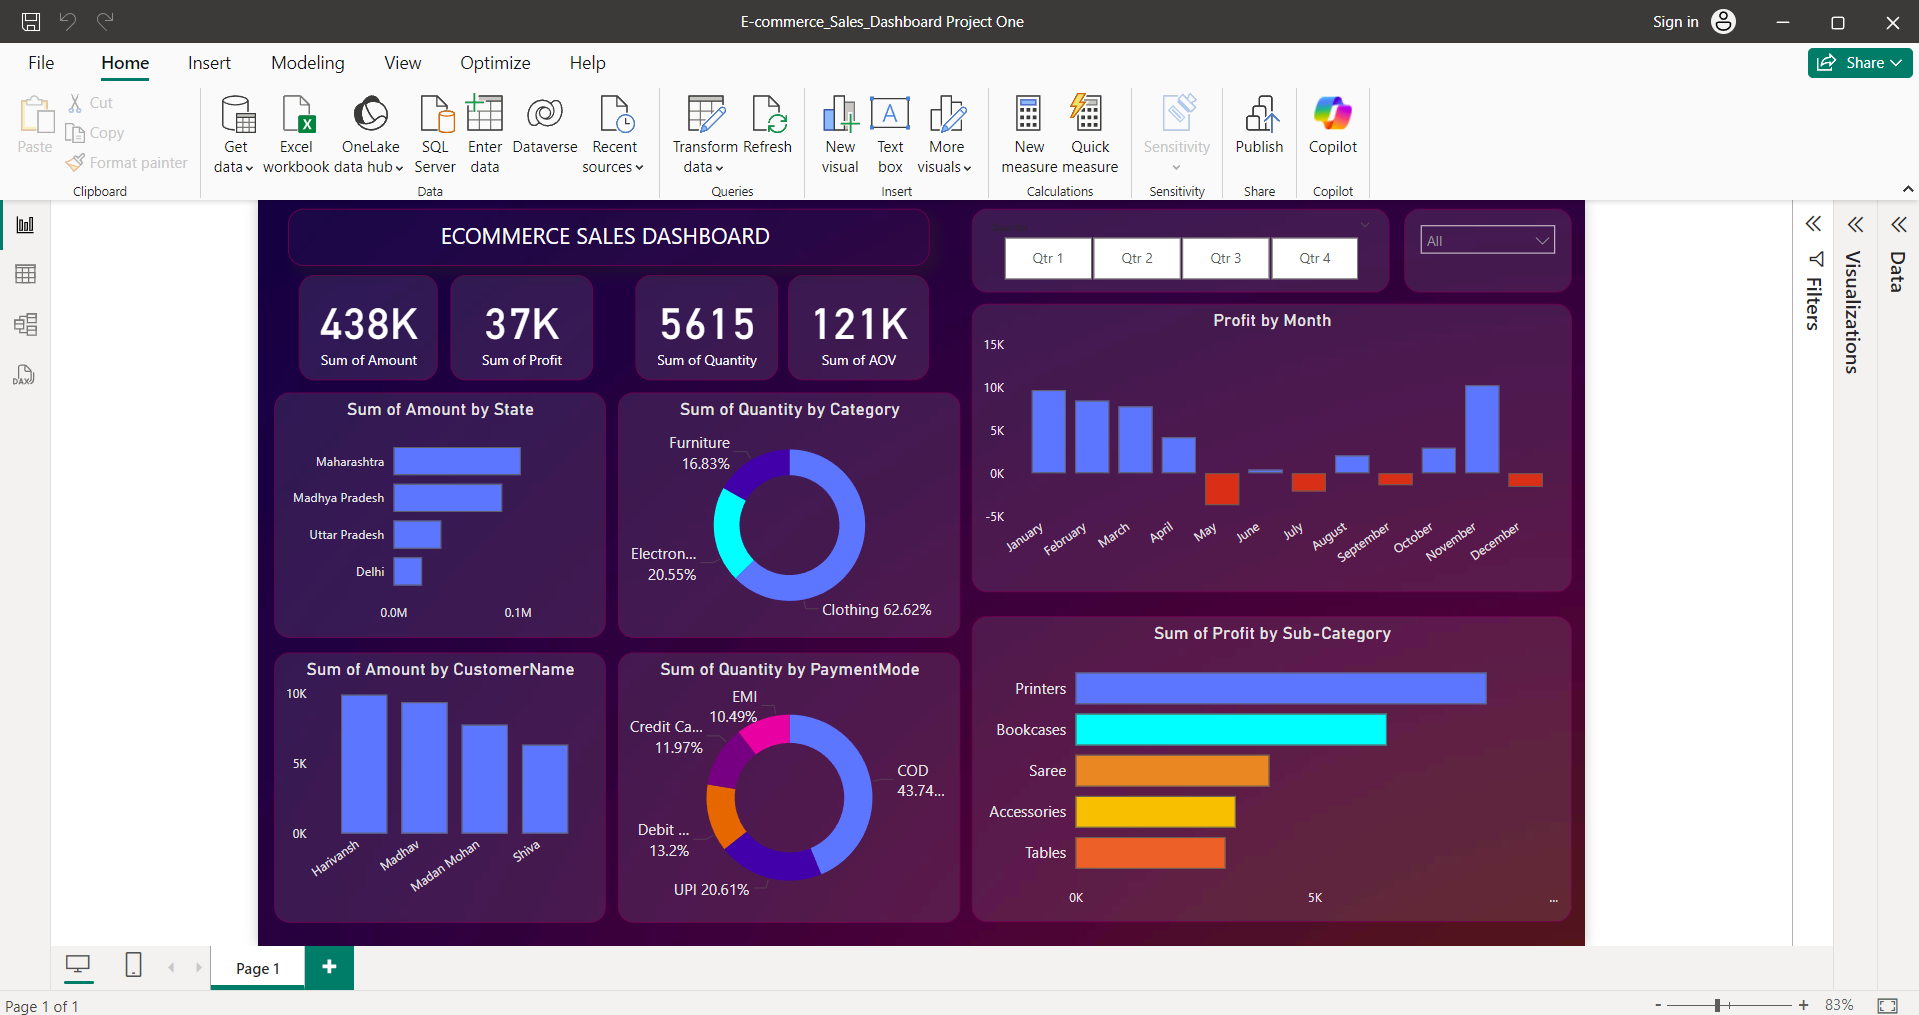 E-commerce_Sales_Dashboard Project One
Sign in
File Home Insert Modeling View Optimize Help
Share
Paste
Cut
Copy
Format painter
Clipboard
Get data
Excel workbook
OneLake data hub
SQL Server
Enter data
Dataverse
Recent sources
Data
Transform data
Refresh
Queries
New visual
Text box
More visuals
Insert
New measure
Quick measure
Calculations
Sensitivity
Sensitivity
Publish
Share
Copilot
Copilot
DAX
ECOMMERCE SALES DASHBOARD
Qtr 1 Qtr 2 Qtr 3 Qtr 4
All
438K
Sum of Amount
37K
Sum of Profit
5615
Sum of Quantity
121K
Sum of AOV
Sum of Amount by State
Maharashtra
Madhya Pradesh
Uttar Pradesh
Delhi
0.0M 0.1M
Sum of Quantity by Category
Furniture
16.83%
Electron...
20.55%
Clothing 62.62%
Profit by Month
15K
10K
5K
0K
-5K
January February March April May June July August September October November December
Sum of Amount by CustomerName
10K
5K
0K
Harivansh Madhav Madan Mohan Shiva
Sum of Quantity by PaymentMode
EMI
10.49%
Credit Ca...
11.97%
COD
43.74...
Debit ...
13.2%
UPI 20.61%
Sum of Profit by Sub-Category
Printers
Bookcases
Saree
Accessories
Tables
0K 5K ...
Filters
Visualizations
Data
Page 1
Page 1 of 1
- + 83%